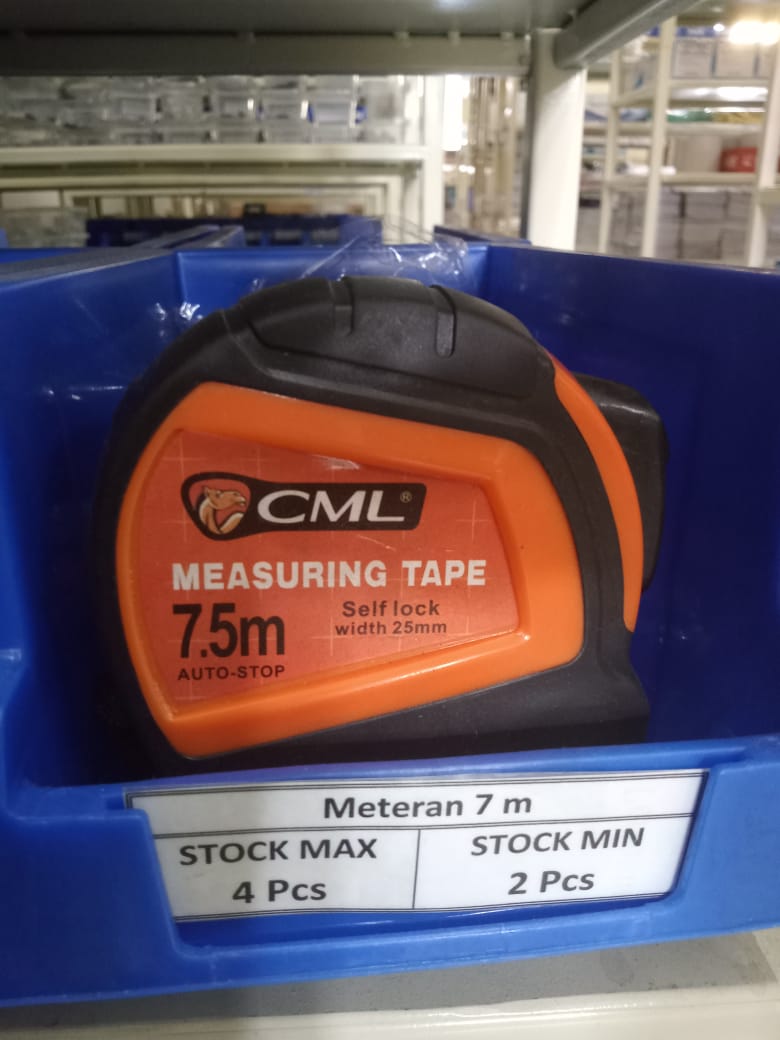 CML®
MEASURING TAPE
7.5m
AUTO-STOP
Self lock
width 25mm
Meteran 7 m
STOCK MAX
4 Pcs
STOCK MIN
2 Pcs